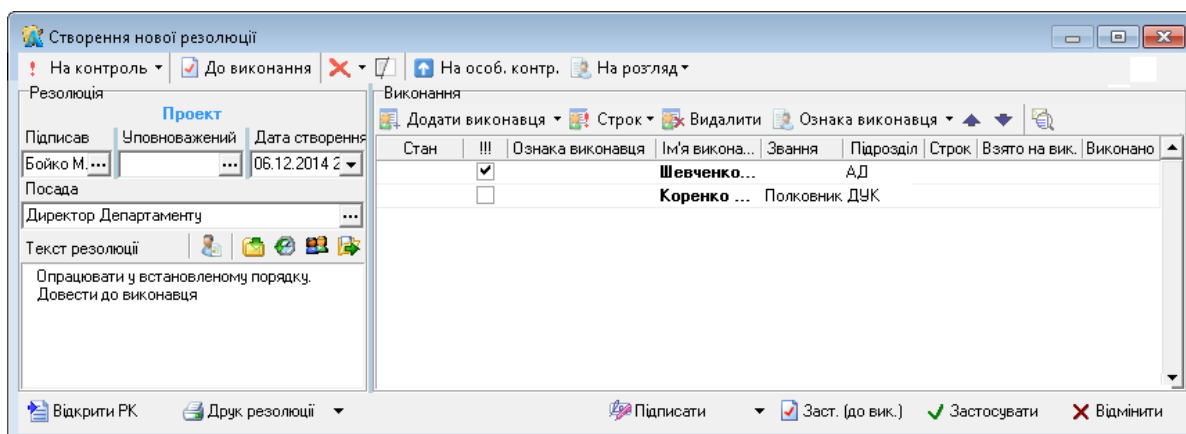 Створення нової резолюції
На контроль До виконання На особ. контр. На розгляд
Резолюція Виконання
Проект
Додати виконавця Строк Видалити Ознака виконавця
Підписав Уповноважений Дата створення
Стан !!! Ознака виконавця Ім'я викона... Звання Підрозділ Строк Взято на вик. Виконано
Бойко М. ... ... 06.12.2014 2
Шевченко... АД
Посада
Коренко ... Полковник ДУК
Директор Департаменту ...
Текст резолюції
Опрацювати у встановленому порядку.
Довести до виконавця
Відкрити РК Друк резолюції Підписати Заст. (до вик.) Застосувати Відмінити